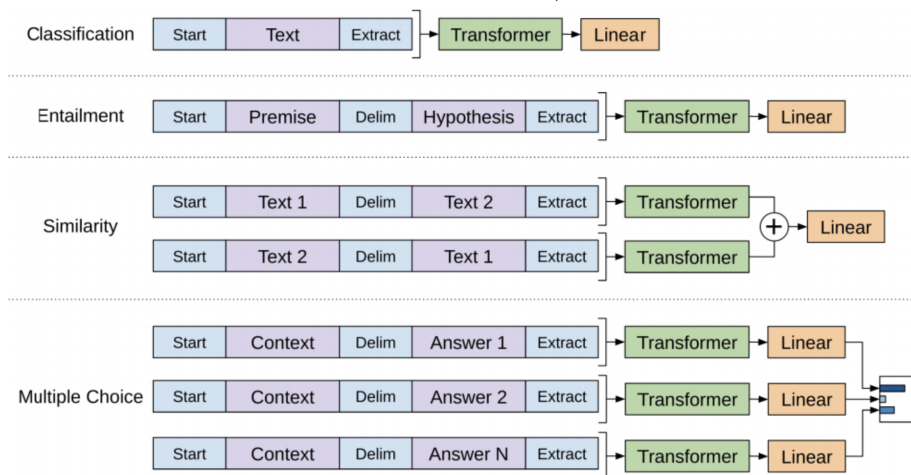 Classification Start Text Extract Transformer Linear
Entailment Start Premise Delim Hypothesis Extract Transformer Linear
Start Text 1 Delim Text 2 Extract Transformer
Similarity + Linear
Start Text 2 Delim Text 1 Extract Transformer
Start Context Delim Answer 1 Extract Transformer Linear
Multiple Choice Start Context Delim Answer 2 Extract Transformer Linear
Start Context Delim Answer N Extract Transformer Linear